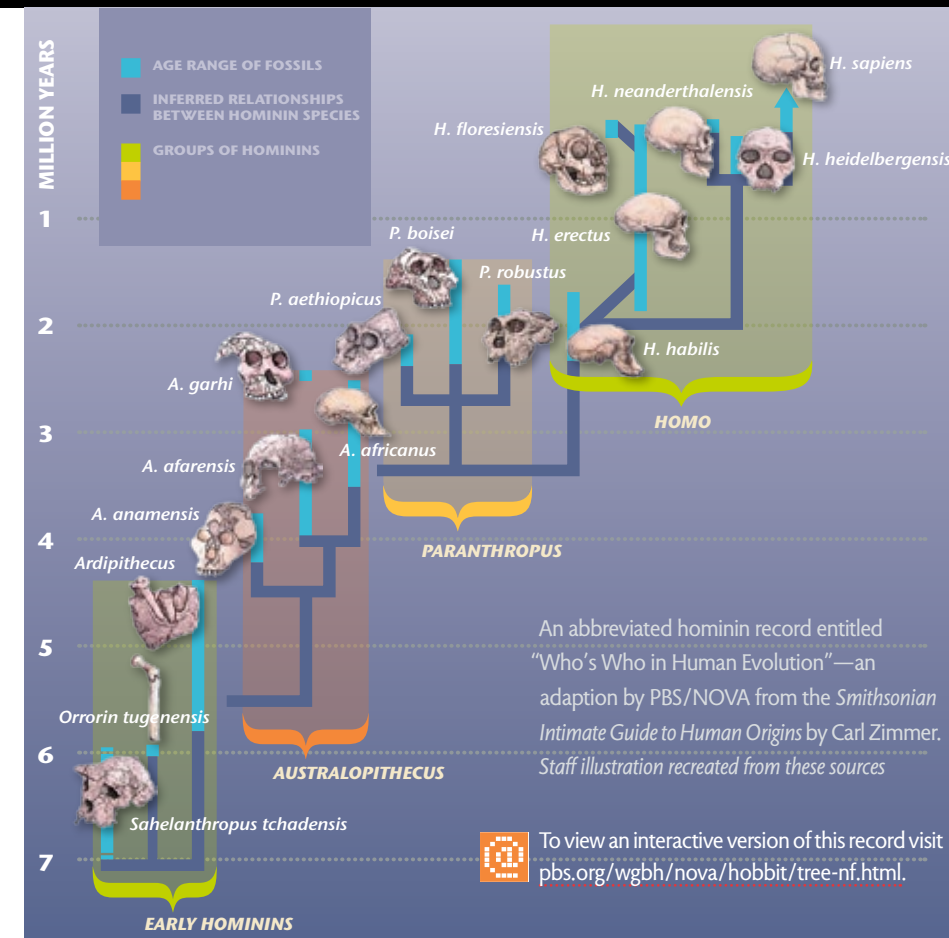 MILLION YEARS
AGE RANGE OF FOSSILS
INFERRED RELATIONSHIPS
BETWEEN HOMININ SPECIES
GROUPS OF HOMININS
H. sapiens
H. neanderthalensis
H. floresiensis
H. heidelbergensis
1
P. boisei
H. erectus
P. robustus
P. aethiopicus
2
H. habilis
A. garhi
HOMO
3
A. africanus
A. afarensis
A. anamensis
4
PARANTHROPUS
Ardipithecus
5
An abbreviated hominin record entitled
“Who’s Who in Human Evolution”—an
adaption by PBS/NOVA from the Smithsonian
Intimate Guide to Human Origins by Carl Zimmer.
Staff illustration recreated from these sources
Orrorin tugenensis
6
AUSTRALOPITHECUS
Sahelanthropus tchadensis
@ To view an interactive version of this record visit
pbs.org/wgbh/nova/hobbit/tree-nf.html.
7
EARLY HOMININS